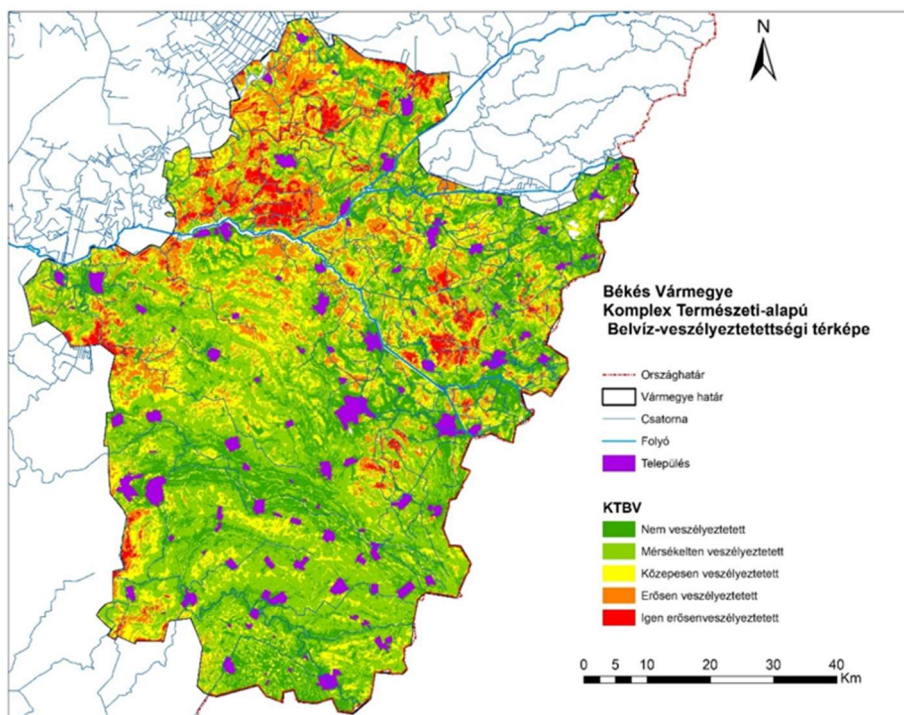 N
Békés Vármegye
Komplex Természeti-alapú
Belvíz-veszélyeztetettségi térképe
Országhatár
Vármegye határ
Csatorna
Folyó
Település
KTBV
Nem veszélyeztetett
Mérsékelten veszélyeztetett
Közepesen veszélyeztetett
Erősen veszélyeztetett
Igen erősenveszélyeztetett
0 5 10 20 30 40
Km